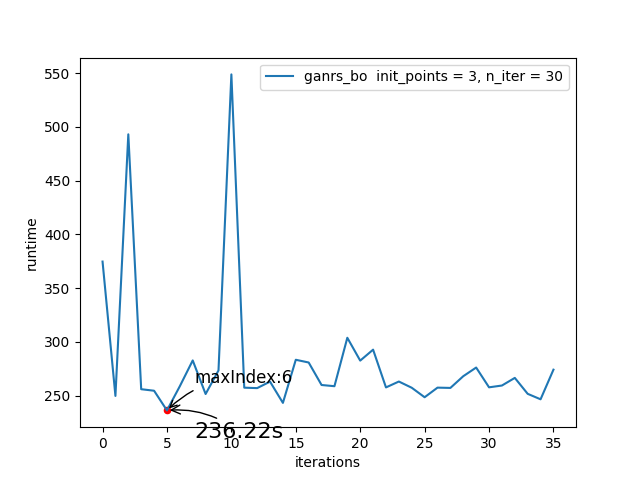 ganrs_bo  init_points = 3, n_iter = 30
550
500
450
400
350
300
250
runtime
maxIndex:6
236.22s
0 5 10 15 20 25 30 35
iterations